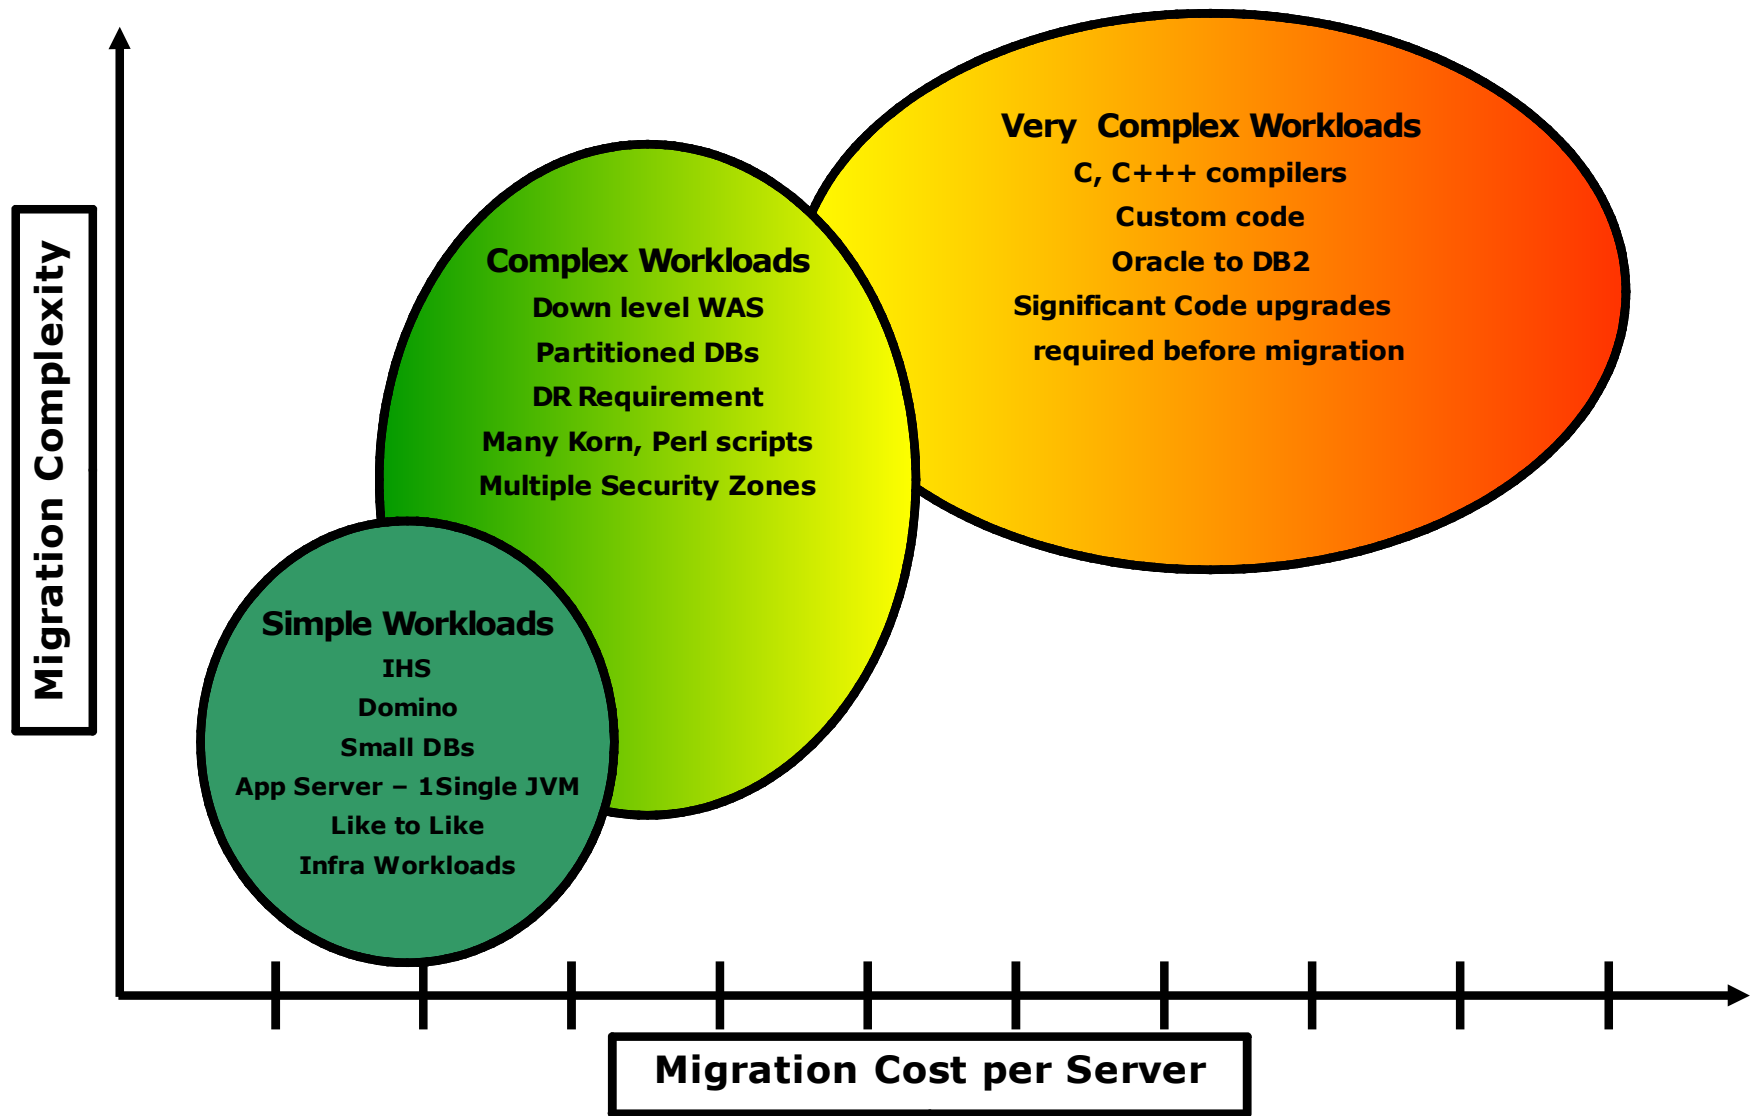 Very Complex Workloads
C, C+++ compilers
Custom code
Oracle to DB2
Significant Code upgrades
required before migration
Complex Workloads
Down level WAS
Partitioned DBs
DR Requirement
Many Korn, Perl scripts
Multiple Security Zones
Simple Workloads
IHS
Domino
Small DBs
App Server – 1Single JVM
Like to Like
Infra Workloads
Migration Complexity
Migration Cost per Server